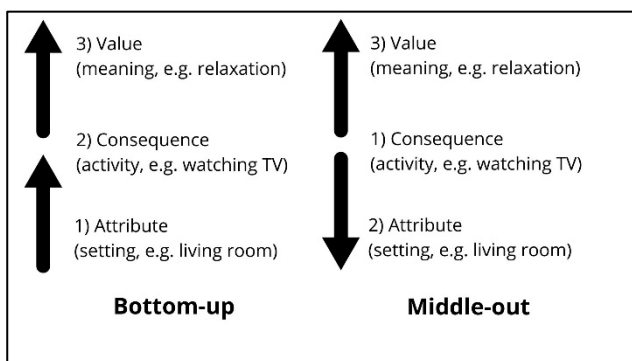 3) Value
(meaning, e.g. relaxation)
2) Consequence
(activity, e.g. watching TV)
1) Attribute
(setting, e.g. living room)
Bottom-up
3) Value
(meaning, e.g. relaxation)
1) Consequence
(activity, e.g. watching TV)
2) Attribute
(setting, e.g. living room)
Middle-out